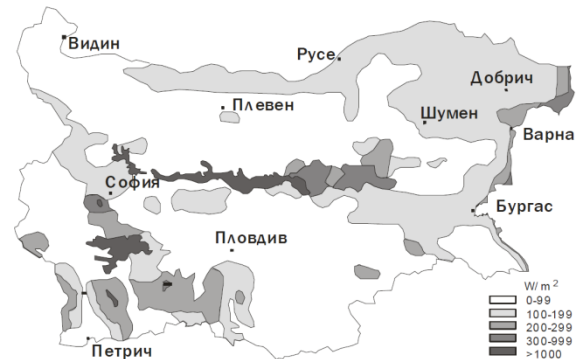 Видин
Русе
Добрич
Плевен
Шумен
Варна
София
Бургас
Пловдив
Петрич
W/m²
0-99
100-199
200-299
300-999
>1000